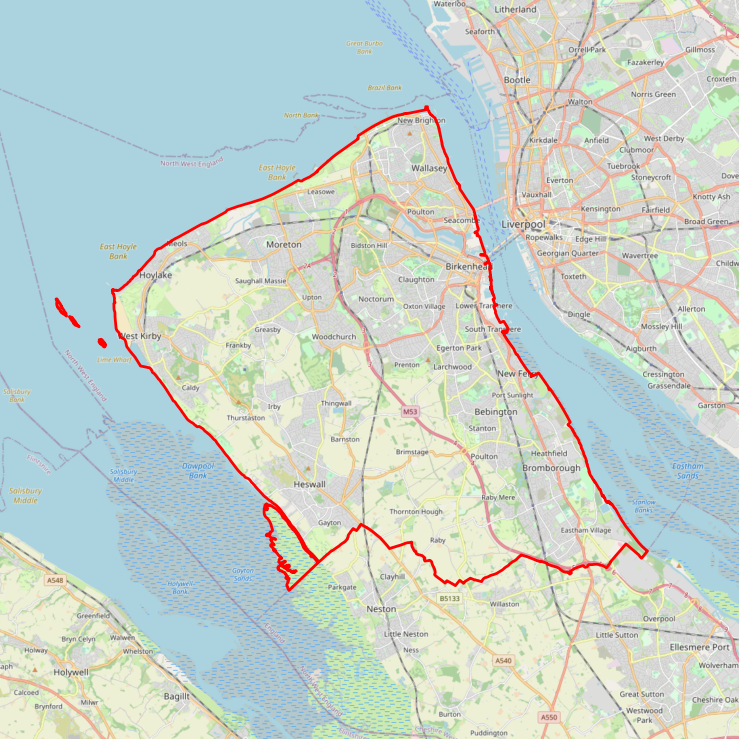 Waterloo
Litherland
Seaforth
Great Burbo
Bank
Orrell Park
Gillmoss
Fazakerley
Bootle
Croxteth
Brazil Bank
Norris Green
Walton
North Bank
New Brighton
Kirkdale
Anfield
West Derby
Clubmoor
North West England
East Hoyle
Bank
Wallasey
Tuebrook
Stoneycroft
Everton
Leasowe
Vauxhall
Knotty Ash
Kensington
Fairfield
Poulton
Seacombe
Liverpool
Broad Green
Ropewalks
Edge Hill
East Hoyle
Bank
Moreton
Bidston Hill
Georgian Quarter
Wavertree
Hoylake
Birkenhead
Saughall Massie
Claughton
Toxteth
Upton
Noctorum
Oxton Village
Lower Tranmere
Allerton
Dingle
Greasby
South Tranmere
Mossley Hill
West Kirby
Woodchurch
Frankby
Egerton Park
Aigburth
Prenton
Larchwood
Cressington
Grassendale
New Ferry
North West England
Caldy
Port Sunlight
Salisbury
Bank
Irby
Thingwall
Garston
Thurstaston
M53
Bebington
Barnston
Stanton
Brimstage
Heathfield
Poulton
Dawpool
Bank
Bromborough
Eastham
Sands
Salisbury
Middle
Heswall
Raby Mere
Salisbury
Middle
Stanlow
Banks
Thornton Hough
Gayton
Eastham Village
Raby
A548
Gayton
Sands
Clayhill
Holywell
Bank
Parkgate
B5133
Willaston
Greenfield
Neston
Overpool
Bryn Celyn
Walwen
Little Neston
Little Sutton
Holway
Whelston
Ness
Ellesmere Port
Holywell
A540
Wolverham
Calcoed
Milwr
Bagillt
Great Sutton
Cheshire Oaks
Brynford
Westwood
Park
Burton
A550
Puddington